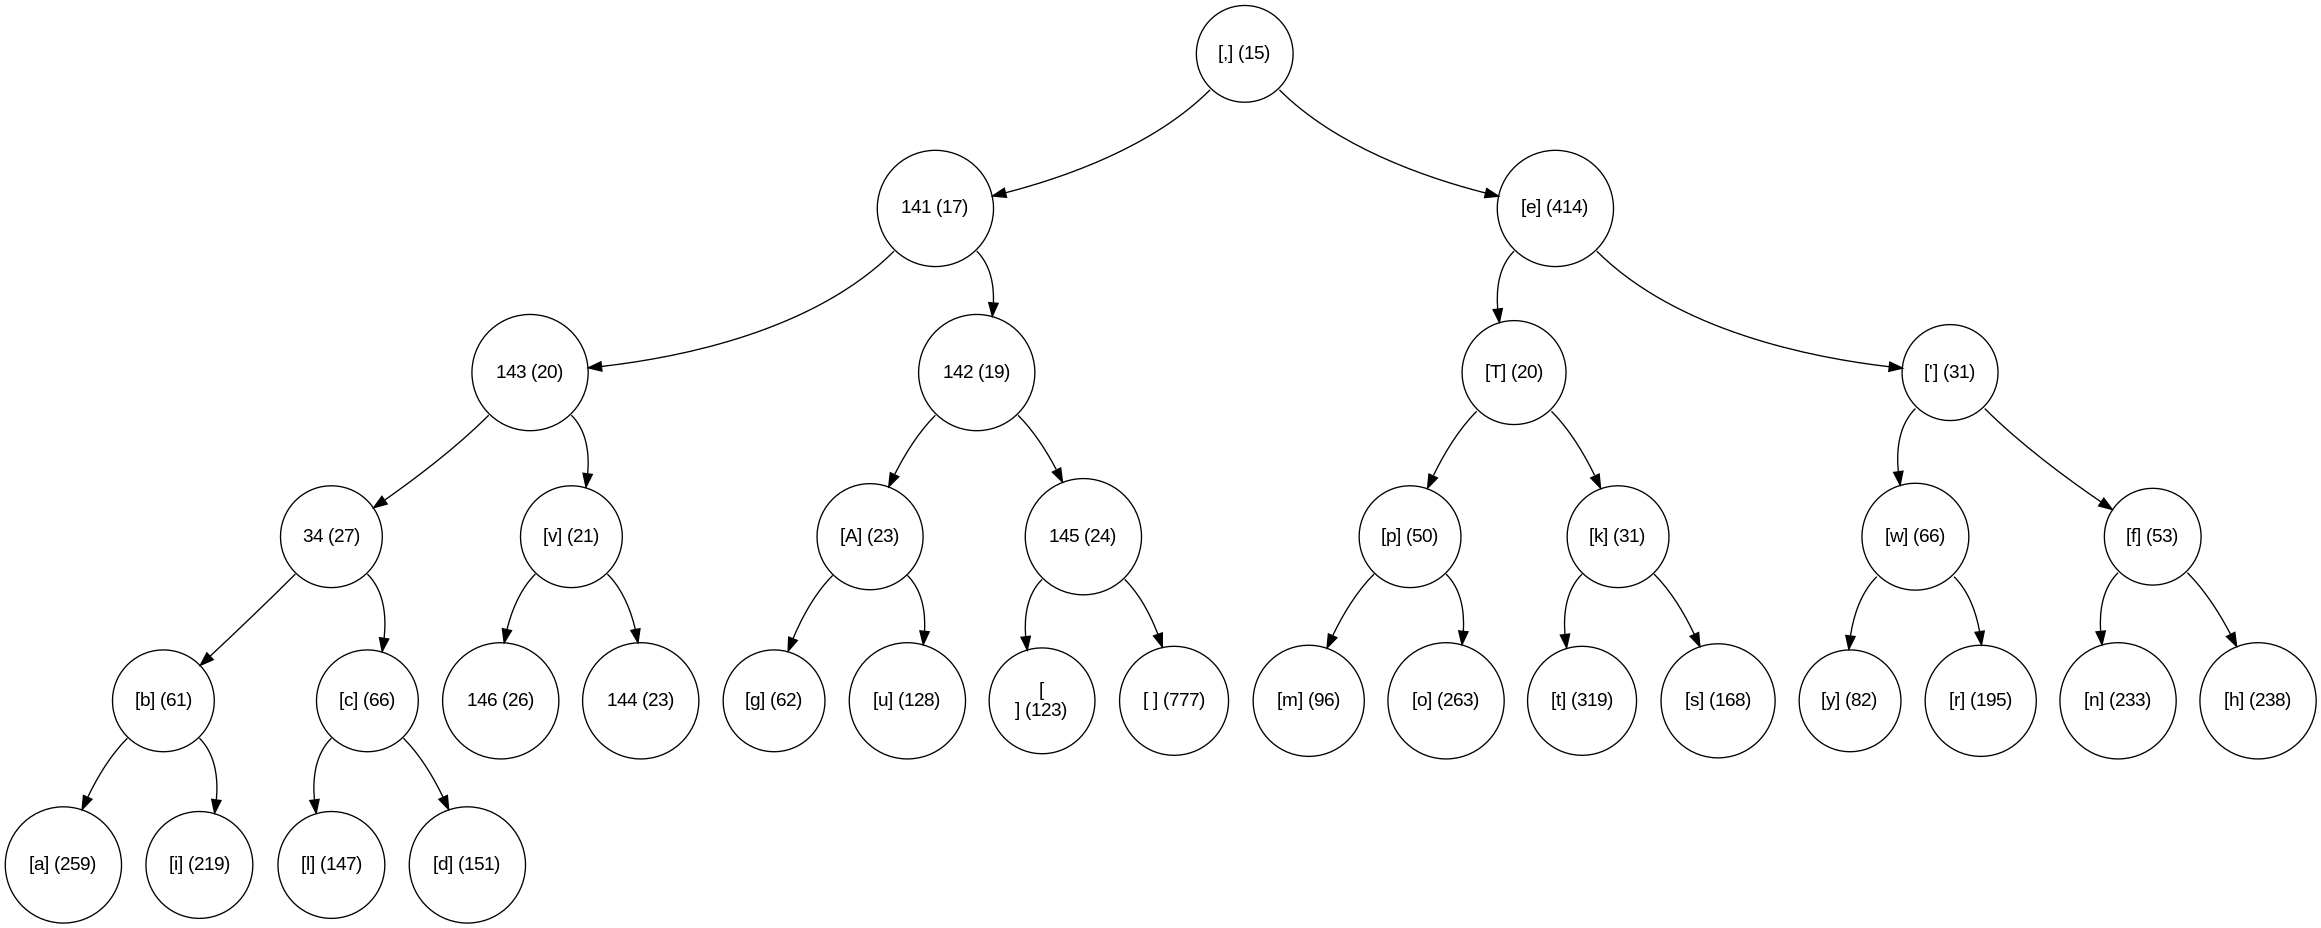 [,] (15)
141 (17)
[e] (414)
143 (20)
142 (19)
[T] (20)
['] (31)
34 (27)
[v] (21)
[A] (23)
145 (24)
[p] (50)
[k] (31)
[w] (66)
[f] (53)
[b] (61)
[c] (66)
146 (26)
144 (23)
[g] (62)
[u] (128)
[
] (123)
[ ] (777)
[m] (96)
[o] (263)
[t] (319)
[s] (168)
[y] (82)
[r] (195)
[n] (233)
[h] (238)
[a] (259)
[i] (219)
[l] (147)
[d] (151)